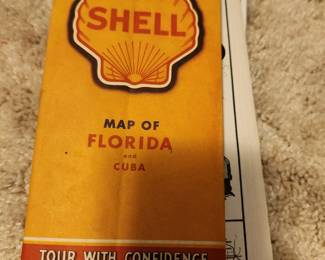 SHELL
MAP OF
FLORIDA
and
CUBA
TOUR WITH CONFIDENCE